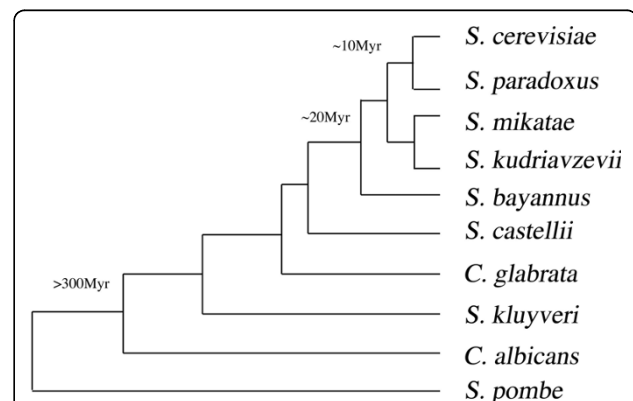 S. cerevisiae
~10Myr
S. paradoxus
S. mikatae
~20Myr
S. kudriavzevii
S. bayannus
S. castellii
C. glabrata
>300Myr
S. kluyveri
C. albicans
S. pombe